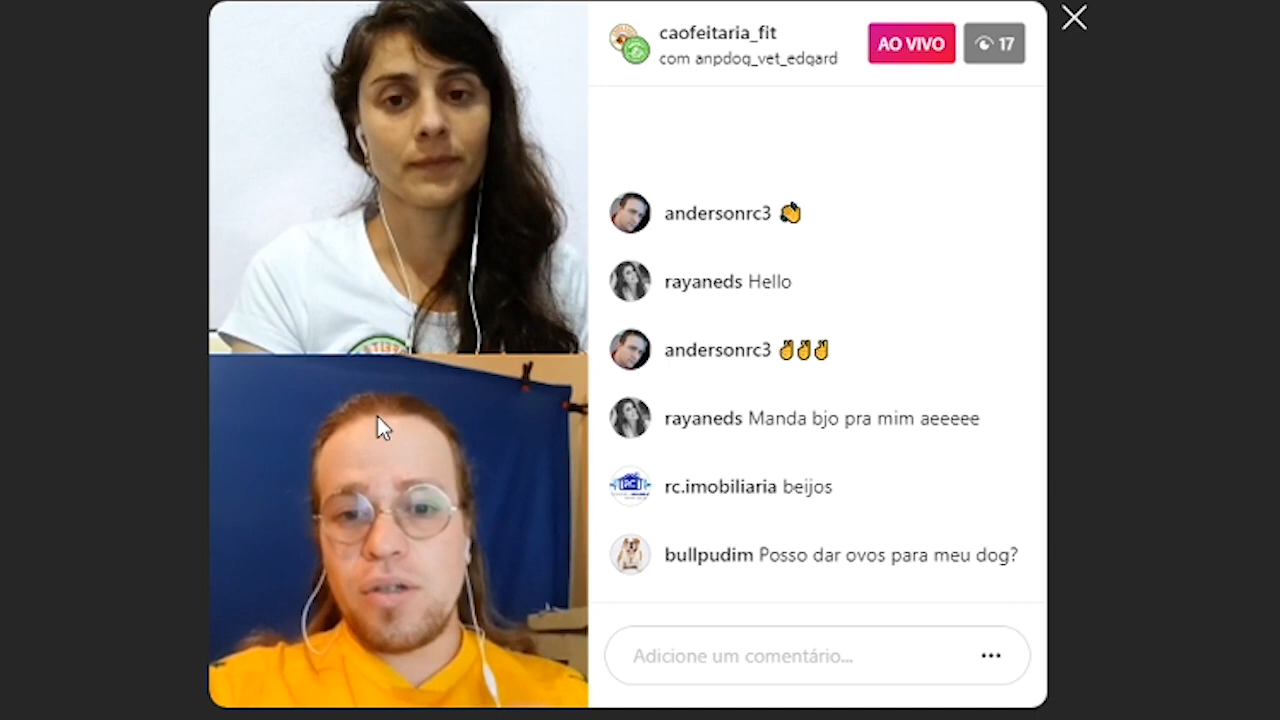 caofeitaria_fit
com anpdog_vet_edgard
AO VIVO
17
andersonrc3 👏
rayaneds Hello
andersonrc3 ✌✌✌
rayaneds Manda bjo pra mim aeeeee
rc.imobiliaria beijos
bullpudim Posso dar ovos para meu dog?
Adicione um comentário...